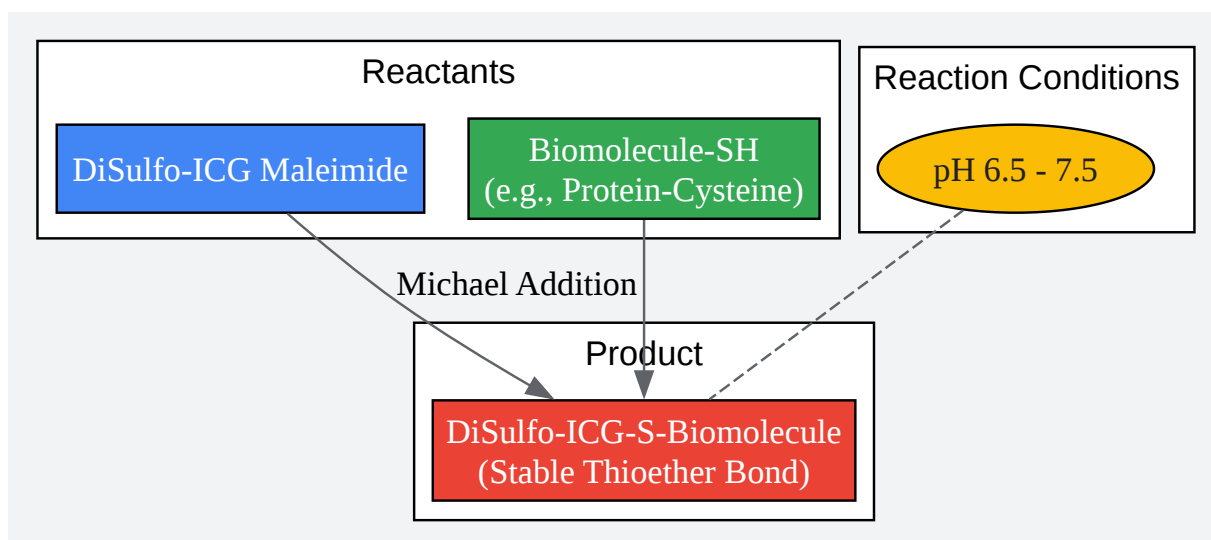 Reactants
Reaction Conditions
DiSulfo-ICG Maleimide
Biomolecule-SH
(e.g., Protein-Cysteine)
pH 6.5 - 7.5
Michael Addition
Product
DiSulfo-ICG-S-Biomolecule
(Stable Thioether Bond)